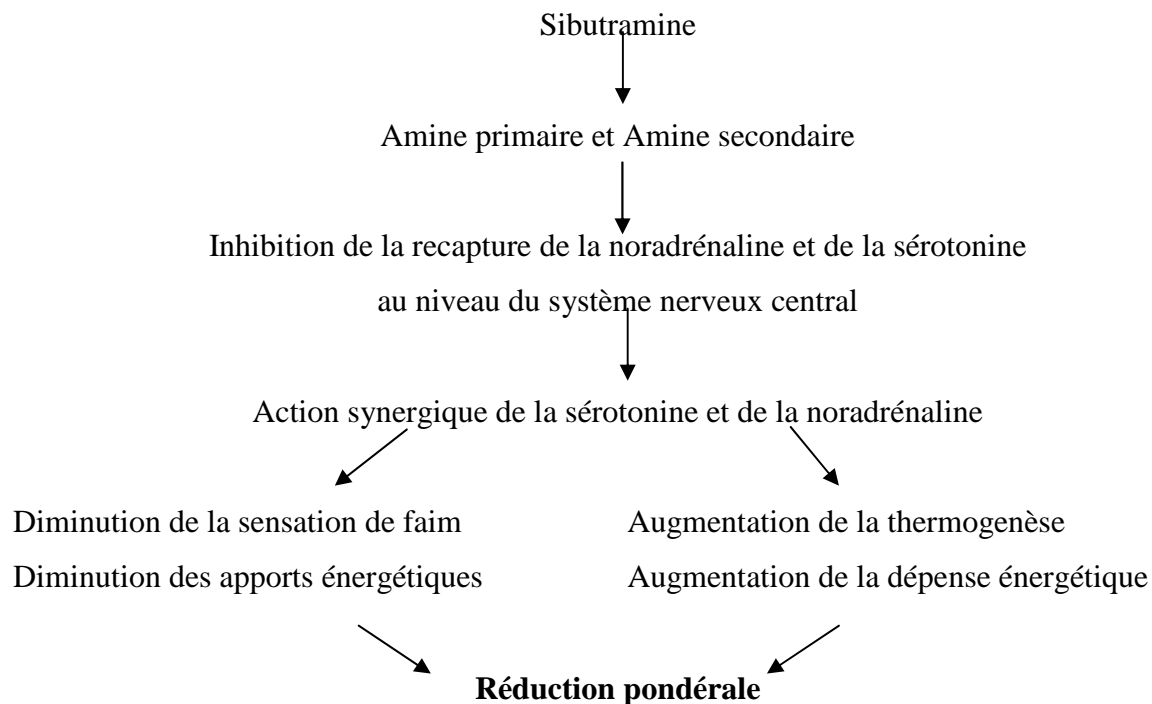 Sibutramine
Amine primaire et Amine secondaire
Inhibition de la recapture de la noradrénaline et de la sérotonine
au niveau du système nerveux central
Action synergique de la sérotonine et de la noradrénaline
Diminution de la sensation de faim
Diminution des apports énergétiques
Augmentation de la thermogenèse
Augmentation de la dépense énergétique
Réduction pondérale